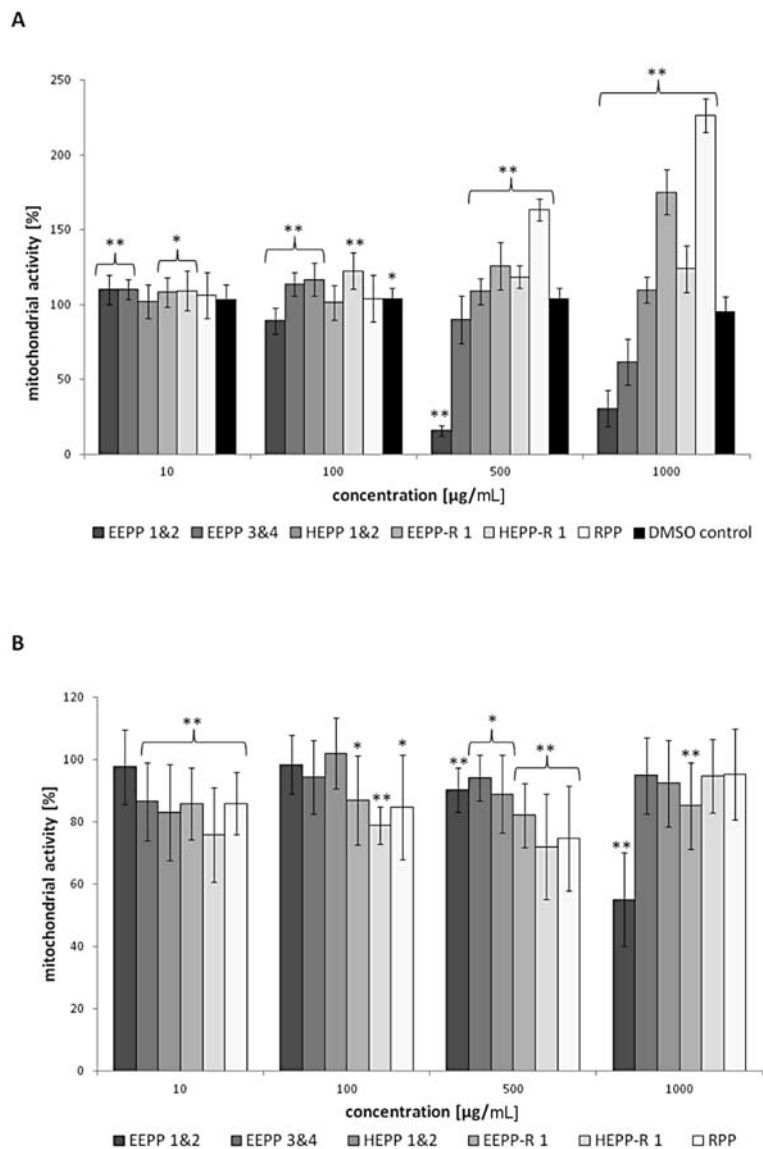 A
** * ** ** * ** ** **
mitochondrial activity [%]
250
200
150
100
50
0
10 100 500 1000
concentration [µg/mL]
EEPP 1&2 EEPP 3&4 HEPP 1&2 EEPP-R 1 HEPP-R 1 RPP DMSO control
B
** * ** * ** * ** ** **
mitochondrial activity [%]
120
100
80
60
40
20
0
10 100 500 1000
concentration [µg/mL]
EEPP 1&2 EEPP 3&4 HEPP 1&2 EEPP-R 1 HEPP-R 1 RPP